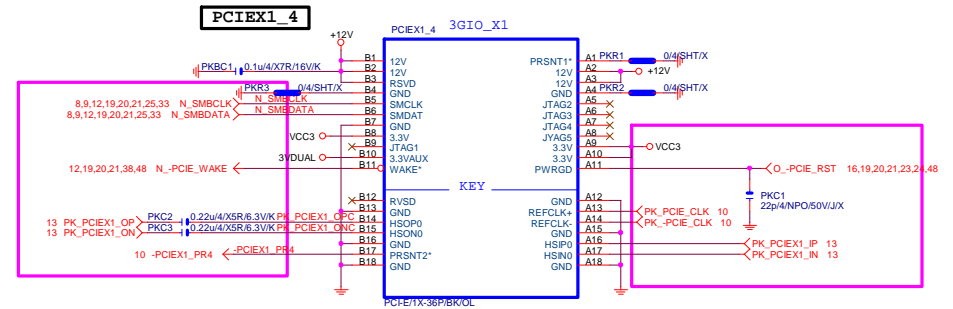 PCIEX1_4
PCIEX1_4 3GIO_X1
+12V
PKBC1 0.1u/4/X7R/16V/K
PKR3 0/4/SHT/X
8,9,12,19,20,21,25,33 N_SMBCLK N_SMBCLK
8,9,12,19,20,21,25,33 N_SMBDATA N_SMBDATA
VCC3
3VDUAL
12,19,20,21,38,48 N_-PCIE_WAKE
13 PK_PCIEX1_OP PKC2 0.22u/4/X5R/6.3V/K PK_PCIEX1_OPC
13 PK_PCIEX1_ON PKC3 0.22u/4/X5R/6.3V/K PK_PCIEX1_ONC
10 -PCIEX1_PR4 -PCIEX1_PR4
B1 12V PRSNT1* A1 PKR1 0/4/SHT/X
B2 12V 12V A2 +12V
B3 RSVD 12V A3
B4 GND GND A4 PKR2 0/4/SHT/X
B5 SMCLK JTAG2 A5
B6 SMDAT JTAG3 A6
B7 GND JTAG4 A7
B8 3.3V JYAG5 A8
B9 JTAG1 3.3V A9 VCC3
B10 3.3VAUX 3.3V A10
B11 WAKE* PWRGD A11 O_-PCIE_RST 16,19,20,21,23,24,48
KEY
PKC1
22p/4/NPO/50V/J/X
B12 RVSD GND A12
B13 GND REFCLK+ A13 PK_PCIE_CLK 10
B14 HSOP0 REFCLK- A14 PK_-PCIE_CLK 10
B15 HSON0 GND A15
B16 GND HSIP0 A16 PK_PCIEX1_IP 13
B17 PRSNT2* HSIN0 A17 PK_PCIEX1_IN 13
B18 GND GND A18
PCI-E/1X-36P/BK/OL